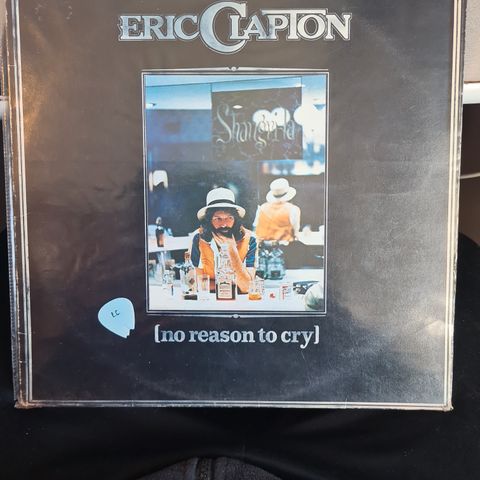 ERIC CLAPTON
Shangri-la
[no reason to cry]
E.C.